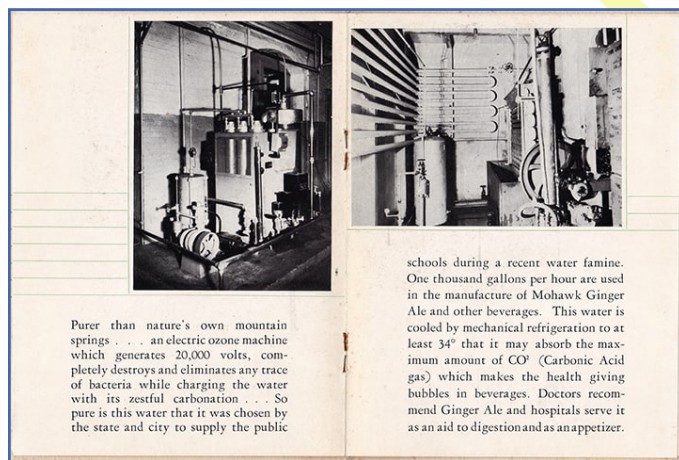 Purer than nature's own mountain
springs . . . an electric ozone machine
which generates 20,000 volts, com-
pletely destroys and eliminates any trace
of bacteria while charging the water
with its zestful carbonation . . . So
pure is this water that it was chosen by
the state and city to supply the public
schools during a recent water famine.
One thousand gallons per hour are used
in the manufacture of Mohawk Ginger
Ale and other beverages. This water is
cooled by mechanical refrigeration to at
least 34° that it may absorb the max-
imum amount of CO² (Carbonic Acid
gas) which makes the health giving
bubbles in beverages. Doctors recom-
mend Ginger Ale and hospitals serve it
as an aid to digestion and as an appetizer.